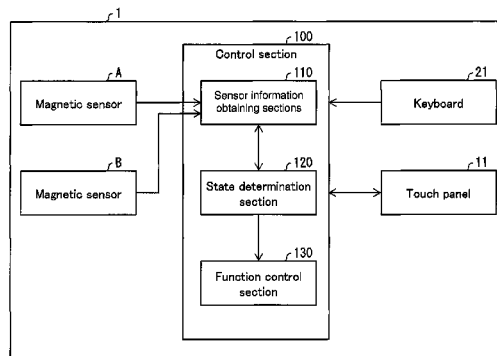 1
100
Control section
A
Magnetic sensor
110
Sensor information
obtaining sections
21
Keyboard
B
Magnetic sensor
120
State determination
section
11
Touch panel
130
Function control
section